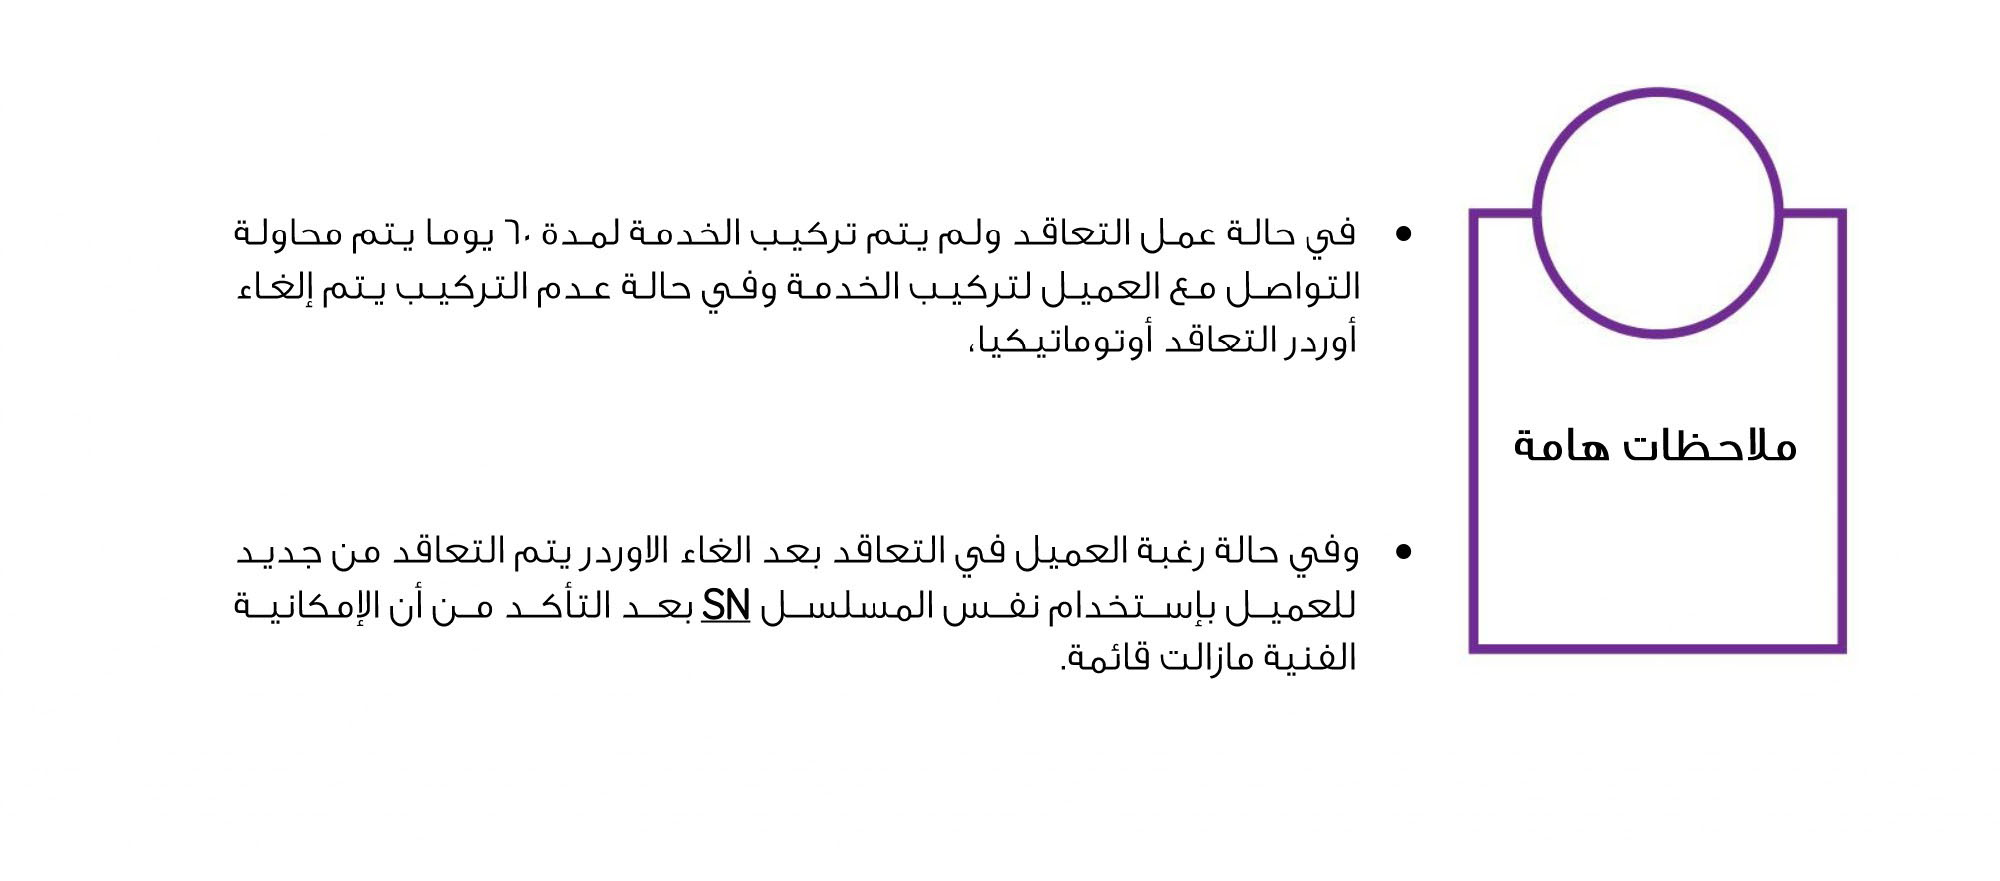 ملاحظات هامة
• في حالة عمل التعاقد ولم يتم تركيب الخدمة لمدة ٦٠ يوما يتم محاولة
التواصل مع العميل لتركيب الخدمة وفي حالة عدم التركيب يتم إلغاء
أوردر التعاقد أوتوماتيكيا،
• وفي حالة رغبة العميل في التعاقد بعد الغاء الاوردر يتم التعاقد من جديد
للعميل بإستخدام نفس المسلسل SN بعد التأكد من أن الإمكانية
الفنية مازالت قائمة.